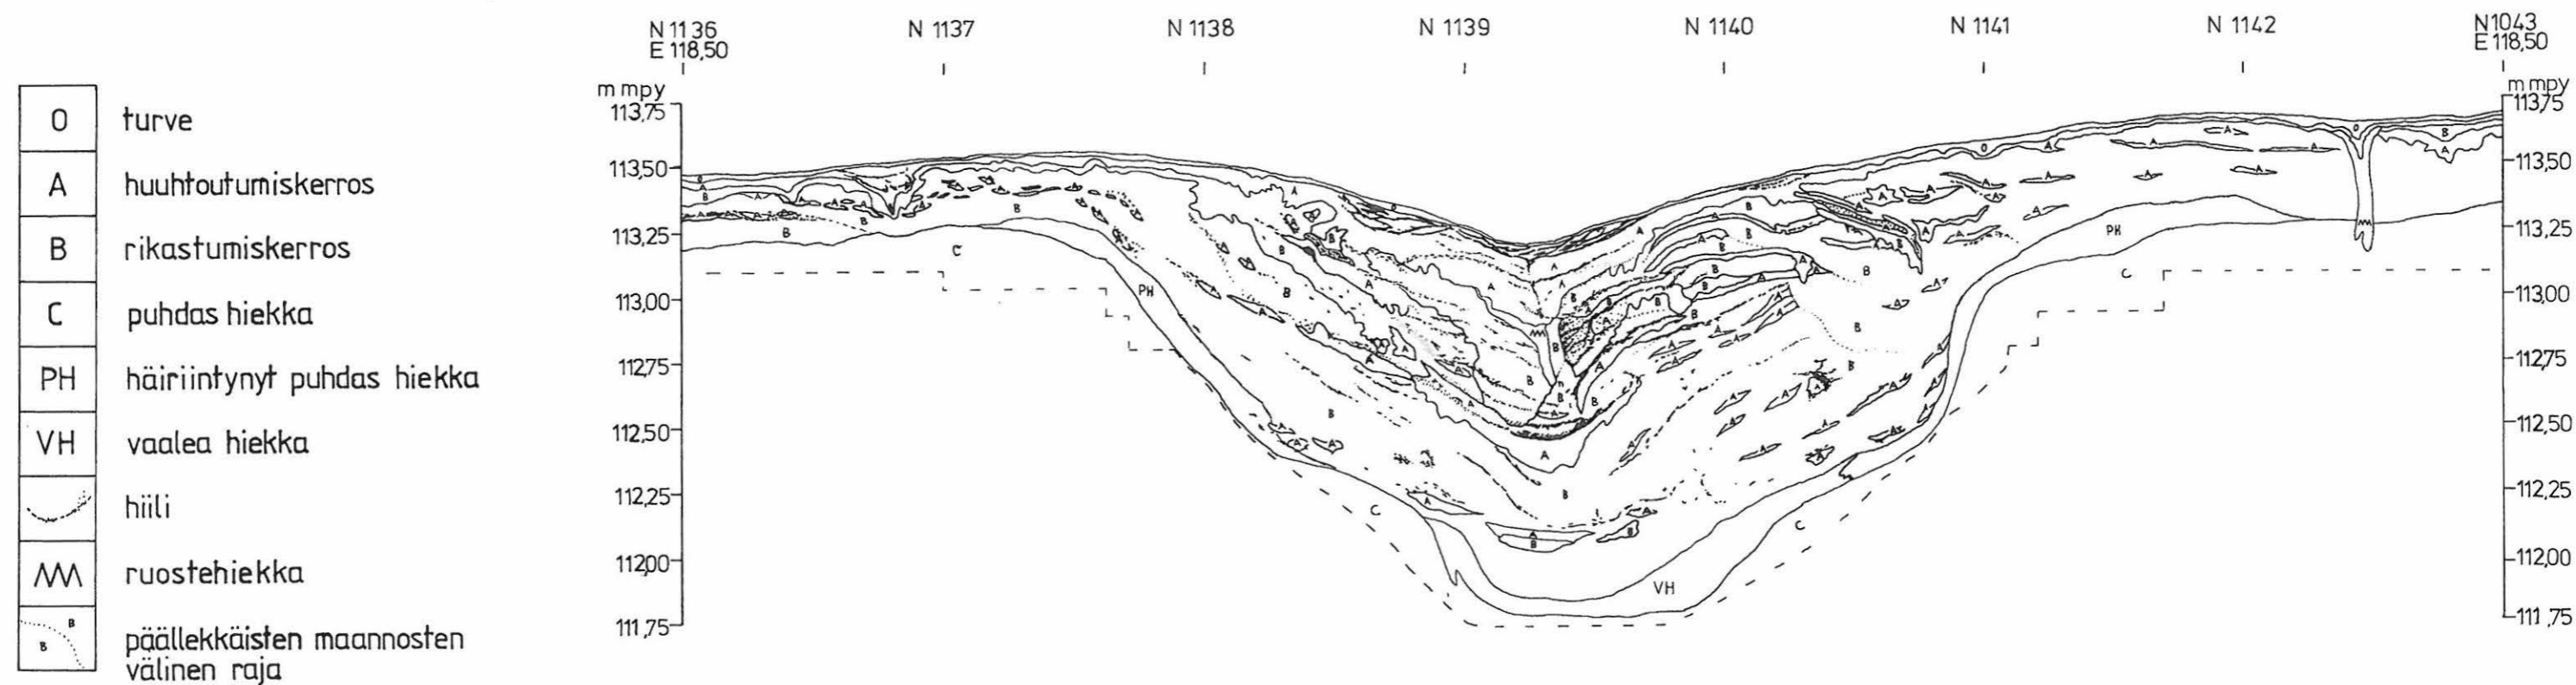 N 1136 N 1137 N 1138 N 1139 N 1140 N 1141 N 1142 N1043
E 118,50 E 118,50
m mpy m mpy
113,75 113,75
113,50 113,50
113,25 113,25
113,00 113,00
112,75 112,75
112,50 112,50
112,25 112,25
112,00 112,00
111,75 111,75
O turve
A huuhtoutumiskerros
B rikastumiskerros
C puhdas hiekka
PH häiriintynyt puhdas hiekka
VH vaalea hiekka
hiili
ruostehiekka
B B päällekkäisten maannosten
välinen raja
C
PH
C
VH
C
PH
C